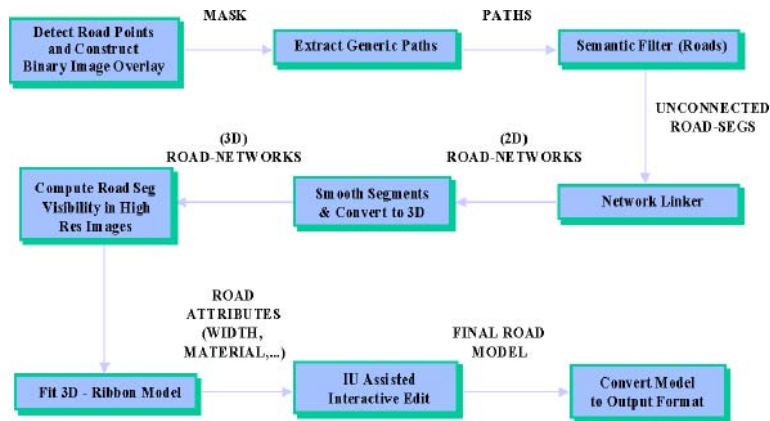 Detect Road Points
and Construct
Binary Image Overlay
MASK
Extract Generic Paths
PATHS
Semantic Filter (Roads)
UNCONNECTED
ROAD-SEGS
Network Linker
(2D)
ROAD-NETWORKS
Smooth Segments
& Convert to 3D
(3D)
ROAD-NETWORKS
Compute Road Seg
Visibility in High
Res Images
Fit 3D - Ribbon Model
ROAD
ATTRIBUTES
(WIDTH,
MATERIAL,...)
IU Assisted
Interactive Edit
FINAL ROAD
MODEL
Convert Model
to Output Format